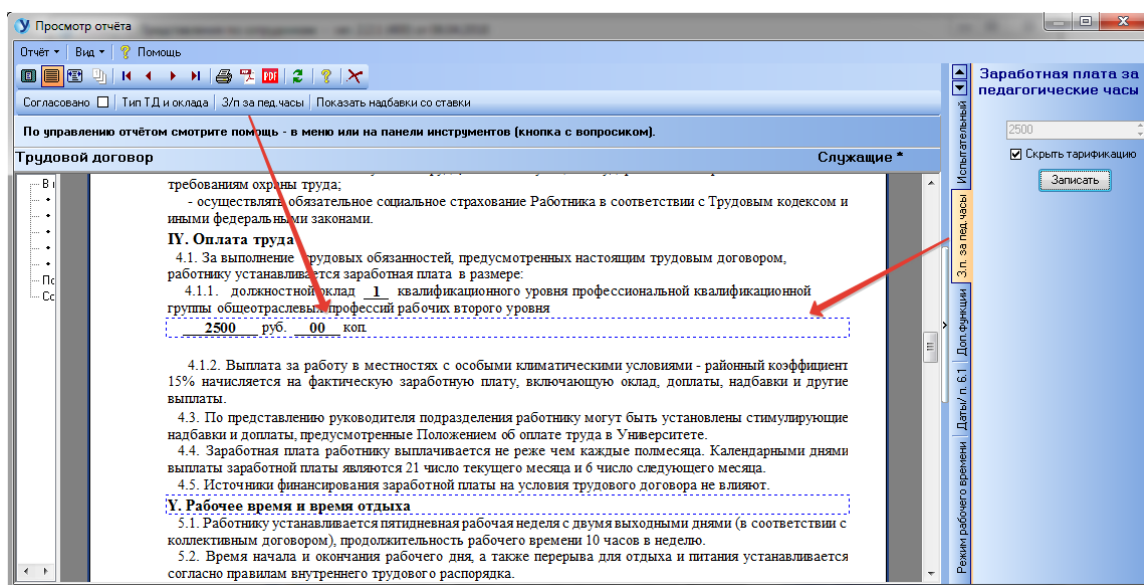 Просмотр отчёта
Отчёт Вид ? Помощь
PDF ?
Согласовано Тип ТД и оклада З/п за пед.часы Показать надбавки со ставки
По управлению отчётом смотрите помощь - в меню или на панели инструментов (кнопка с вопросиком).
Трудовой договор Служащие *
требованиям охраны труда;
- осуществлять обязательное социальное страхование Работника в соответствии с Трудовым кодексом и
иными федеральными законами.
IY. Оплата труда
4.1. За выполнение трудовых обязанностей, предусмотренных настоящим трудовым договором,
работнику устанавливается заработная плата в размере:
4.1.1. должностной оклад 1 квалификационного уровня профессиональной квалификационной
группы общеотраслевых профессий рабочих второго уровня
2500 руб. 00 коп.
4.1.2. Выплата за работу в местностях с особыми климатическими условиями - районный коэффициент
15% начисляется на фактическую заработную плату, включающую оклад, доплаты, надбавки и другие
выплаты.
4.3. По представлению руководителя подразделения работнику могут быть установлены стимулирующие
надбавки и доплаты, предусмотренные Положением об оплате труда в Университете.
4.4. Заработная плата работнику выплачивается не реже чем каждые полмесяца. Календарными днями
выплаты заработной платы являются 21 число текущего месяца и 6 число следующего месяца.
4.5. Источники финансирования заработной платы на условия трудового договора не влияют.
Y. Рабочее время и время отдыха
5.1. Работнику устанавливается пятидневная рабочая неделя с двумя выходными днями (в соответствии с
коллективным договором), продолжительность рабочего времени 10 часов в неделю.
5.2. Время начала и окончания рабочего дня, а также перерыва для отдыха и питания устанавливается
согласно правилам внутреннего трудового распорядка.
Испытательный
З.п. за пед.часы
Доп.функции
Даты/ п. 6.1
Режим рабочего времени
Заработная плата за
педагогические часы
2500
Скрыть тарификацию
Записать